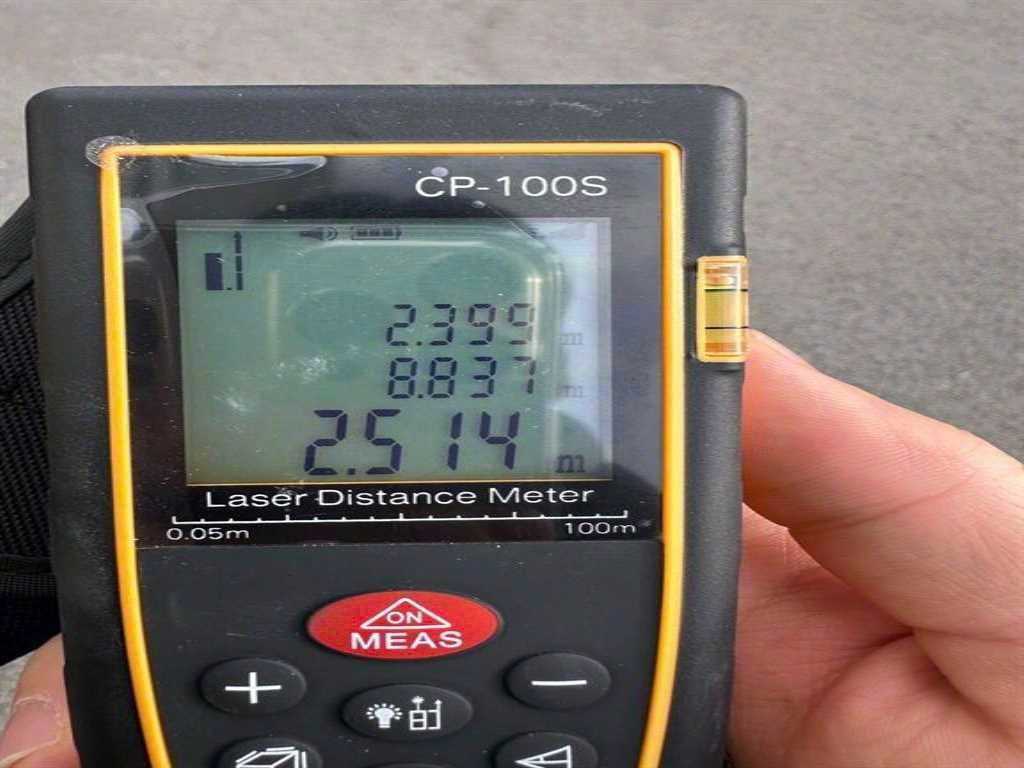 CP-100S
2.399 m
8.837 m
2.514 m
Laser Distance Meter
0.05m 100m
ON
MEAS
+ −